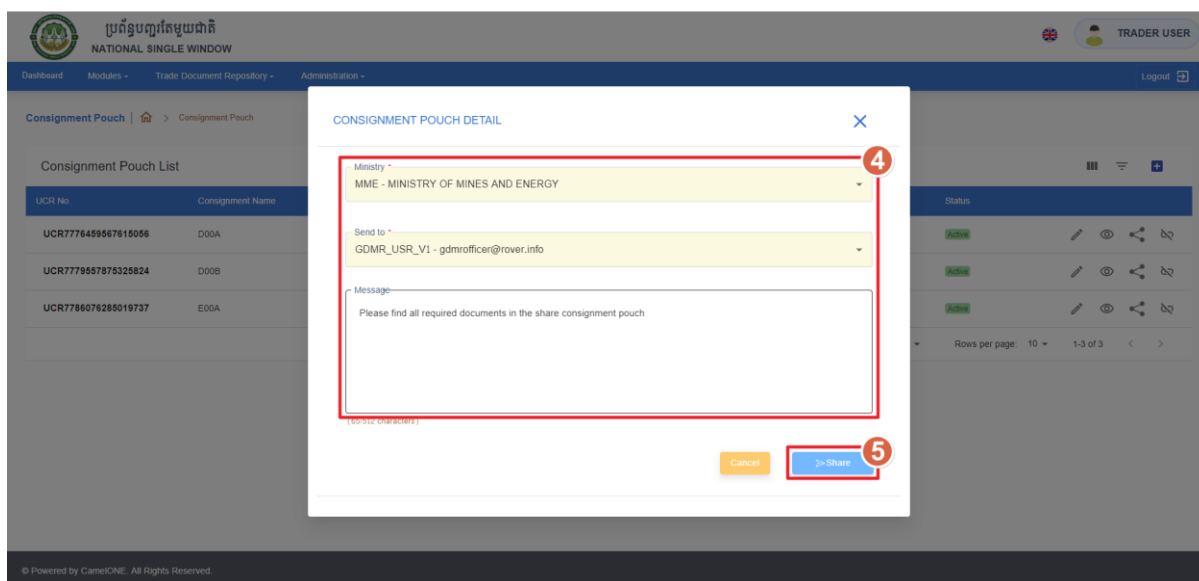 ប្រព័ន្ធបញ្ជរតែមួយជាតិ
NATIONAL SINGLE WINDOW
TRADER USER
Dashboard Modules Trade Document Repository Administration Logout
Consignment Pouch | > Consignment Pouch
CONSIGNMENT POUCH DETAIL
4
Ministry *
MME - MINISTRY OF MINES AND ENERGY
Send to *
GDMR_USR_V1 - gdmrofficer@rover.info
Message
Please find all required documents in the share consignment pouch
(65/512 characters)
Cancel
Share
5
Consignment Pouch List
UCR No. Consignment Name Status
UCR7776459567615056 D00A Active
UCR7779557875325824 D00B Active
UCR7786076285019737 E00A Active
Rows per page: 10 1-3 of 3
© Powered by CamelONE. All Rights Reserved.